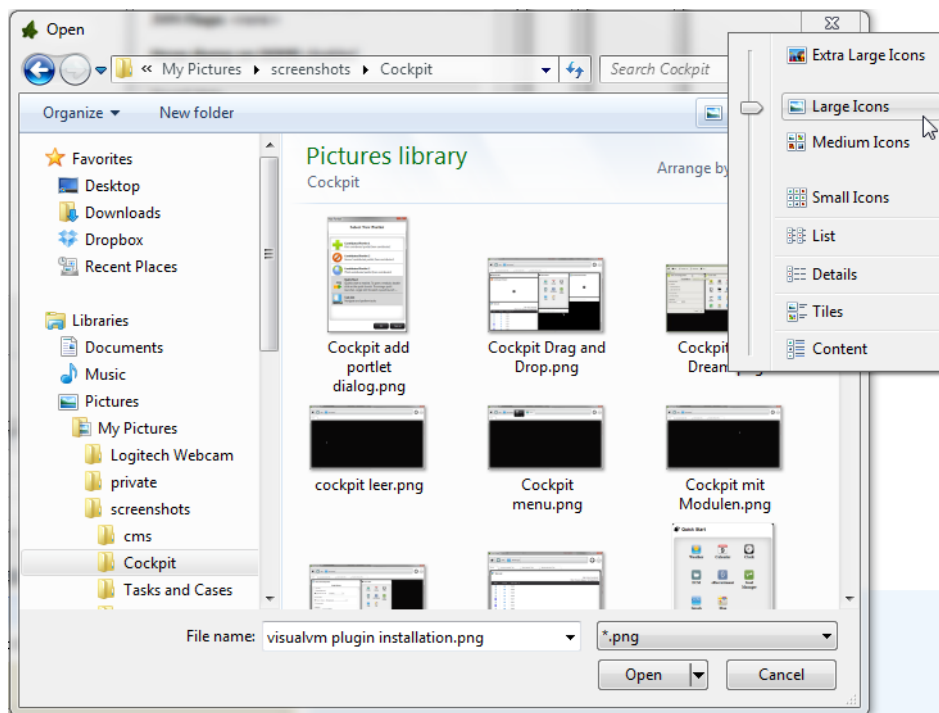 Open
« My Pictures ▸ screenshots ▸ Cockpit
Search Cockpit
Organize
New folder
Extra Large Icons
Large Icons
Medium Icons
Small Icons
List
Details
Tiles
Content
Favorites
Desktop
Downloads
Dropbox
Recent Places
Libraries
Documents
Music
Pictures
My Pictures
Logitech Webcam
private
screenshots
cms
Cockpit
Tasks and Cases
Pictures library
Cockpit
Arrange by
Cockpit add
portlet
dialog.png
Cockpit Drag and
Drop.png
Cockpit
cockpit leer.png
Cockpit
menu.png
Cockpit mit
Modulen.png
Quick Start
File name:
visualvm plugin installation.png
*.png
Open
Cancel